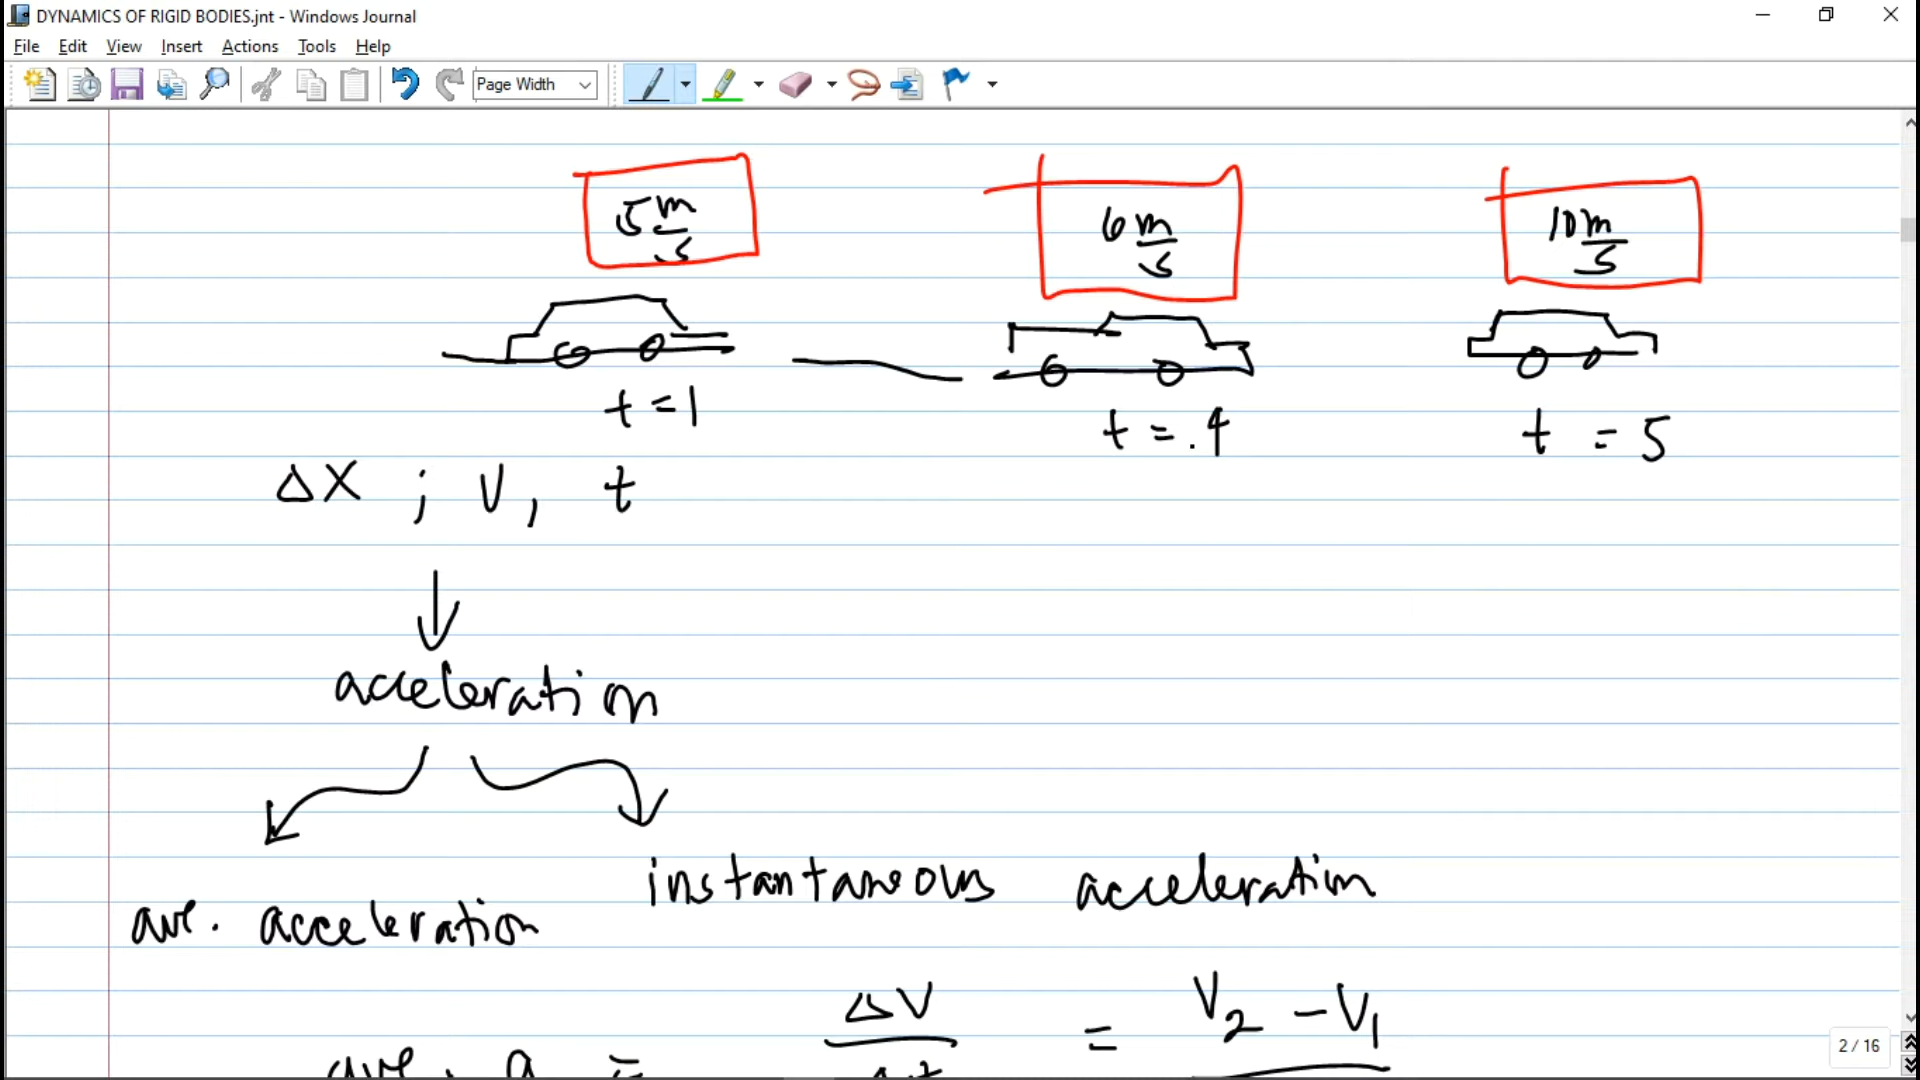 DYNAMICS OF RIGID BODIES.jnt - Windows Journal
File Edit View Insert Actions Tools Help
Page Width
5 m/s 6 m/s 10 m/s
t = 1 t = .4 t = 5
ΔX ; V, t
acceleration
instantaneous acceleration
ave. acceleration
ΔV = V2 - V1
ave. a =
2 / 16